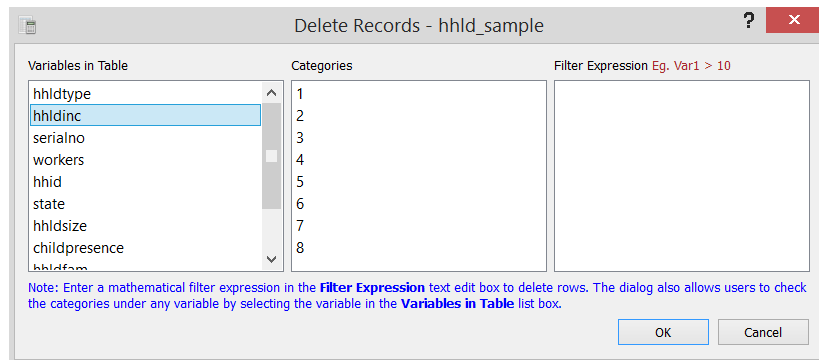 Delete Records - hhld_sample
?
x
Variables in Table
Categories
Filter Expression Eg. Var1 > 10
hhldtype
hhldinc
serialno
workers
hhid
state
hhldsize
childpresence
hhldfam
1
2
3
4
5
6
7
8
Note: Enter a mathematical filter expression in the Filter Expression text edit box to delete rows. The dialog also allows users to check
the categories under any variable by selecting the variable in the Variables in Table list box.
OK
Cancel